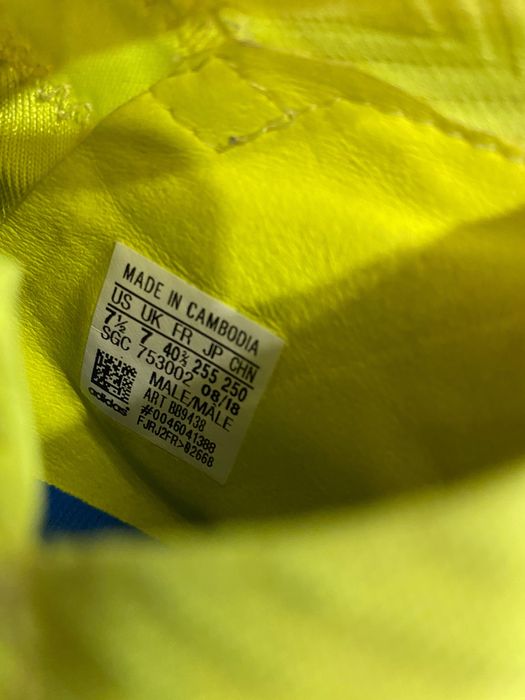 MADE IN CAMBODIA
US UK FR JP CHN
7½ 7 40⅔ 255 250
SGC 753002 08/18
MALE/MALE
ART BB9438
#0046041388
FJRJ2FR>02668
adidas